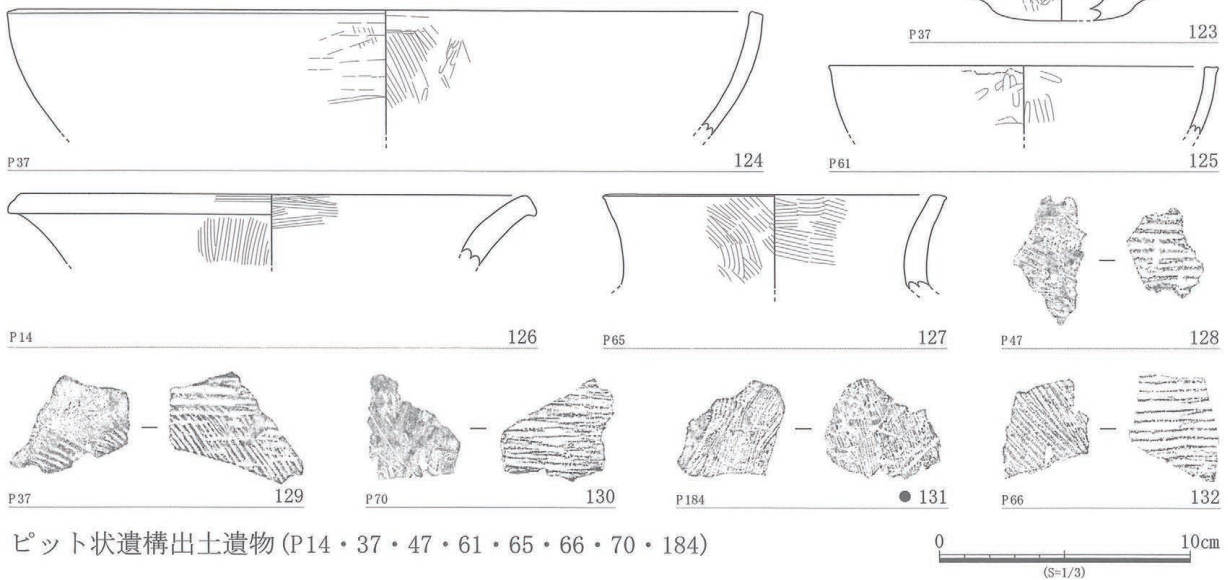 P37 123
P37 124
P61 125
P14 126
P65 127
P47 128
P37 129
P70 130
P184 ● 131
P66 132
ピット状遺構出土遺物(P14・37・47・61・65・66・70・184)
0 10cm
(S=1/3)